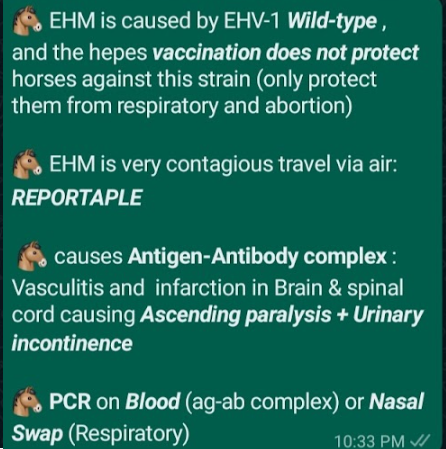 🐴 EHM is caused by EHV-1 Wild-type ,
and the hepes vaccination does not protect
horses against this strain (only protect
them from respiratory and abortion)
🐴 EHM is very contagious travel via air:
REPORTAPLE
🐴 causes Antigen-Antibody complex :
Vasculitis and infarction in Brain & spinal
cord causing Ascending paralysis + Urinary
incontinence
🐴 PCR on Blood (ag-ab complex) or Nasal
Swap (Respiratory)
10:33 PM ✓✓